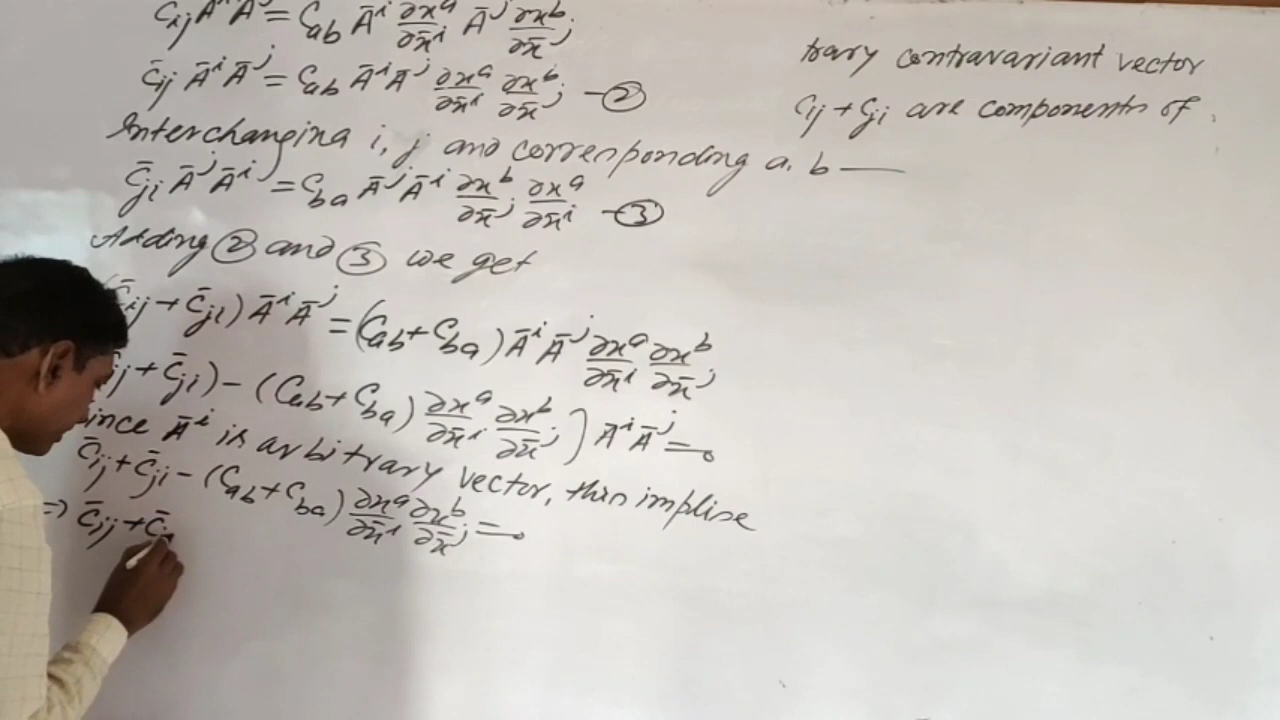 C̄ij Āⁱ Āʲ = Cab Āⁱ ∂xᵃ/∂x̄ⁱ Āʲ ∂xᵇ/∂x̄ʲ
C̄ij Āⁱ Āʲ = Cab Āⁱ Āʲ ∂xᵃ/∂x̄ⁱ ∂xᵇ/∂x̄ʲ —②
Interchanging i, j and corresponding a, b —
C̄ji Āʲ Āⁱ = Cba Āʲ Āⁱ ∂xᵇ/∂x̄ʲ ∂xᵃ/∂x̄ⁱ —③
Adding ② and ③ we get
C̄ij + C̄ji) Āⁱ Āʲ = (Cab + Cba) Āⁱ Āʲ ∂xᵃ/∂x̄ⁱ ∂xᵇ/∂x̄ʲ
ij + C̄ji) - (Cab + Cba) ∂xᵃ/∂x̄ⁱ ∂xᵇ/∂x̄ʲ ] Āⁱ Āʲ = 0
Since Āⁱ is arbitrary vector, this implise
C̄ij + C̄ji - (Cab + Cba) ∂xᵃ/∂x̄ⁱ ∂xᵇ/∂x̄ʲ = 0
⇒ C̄ij + C̄
trary contravariant vector
Cij + Cji are components of